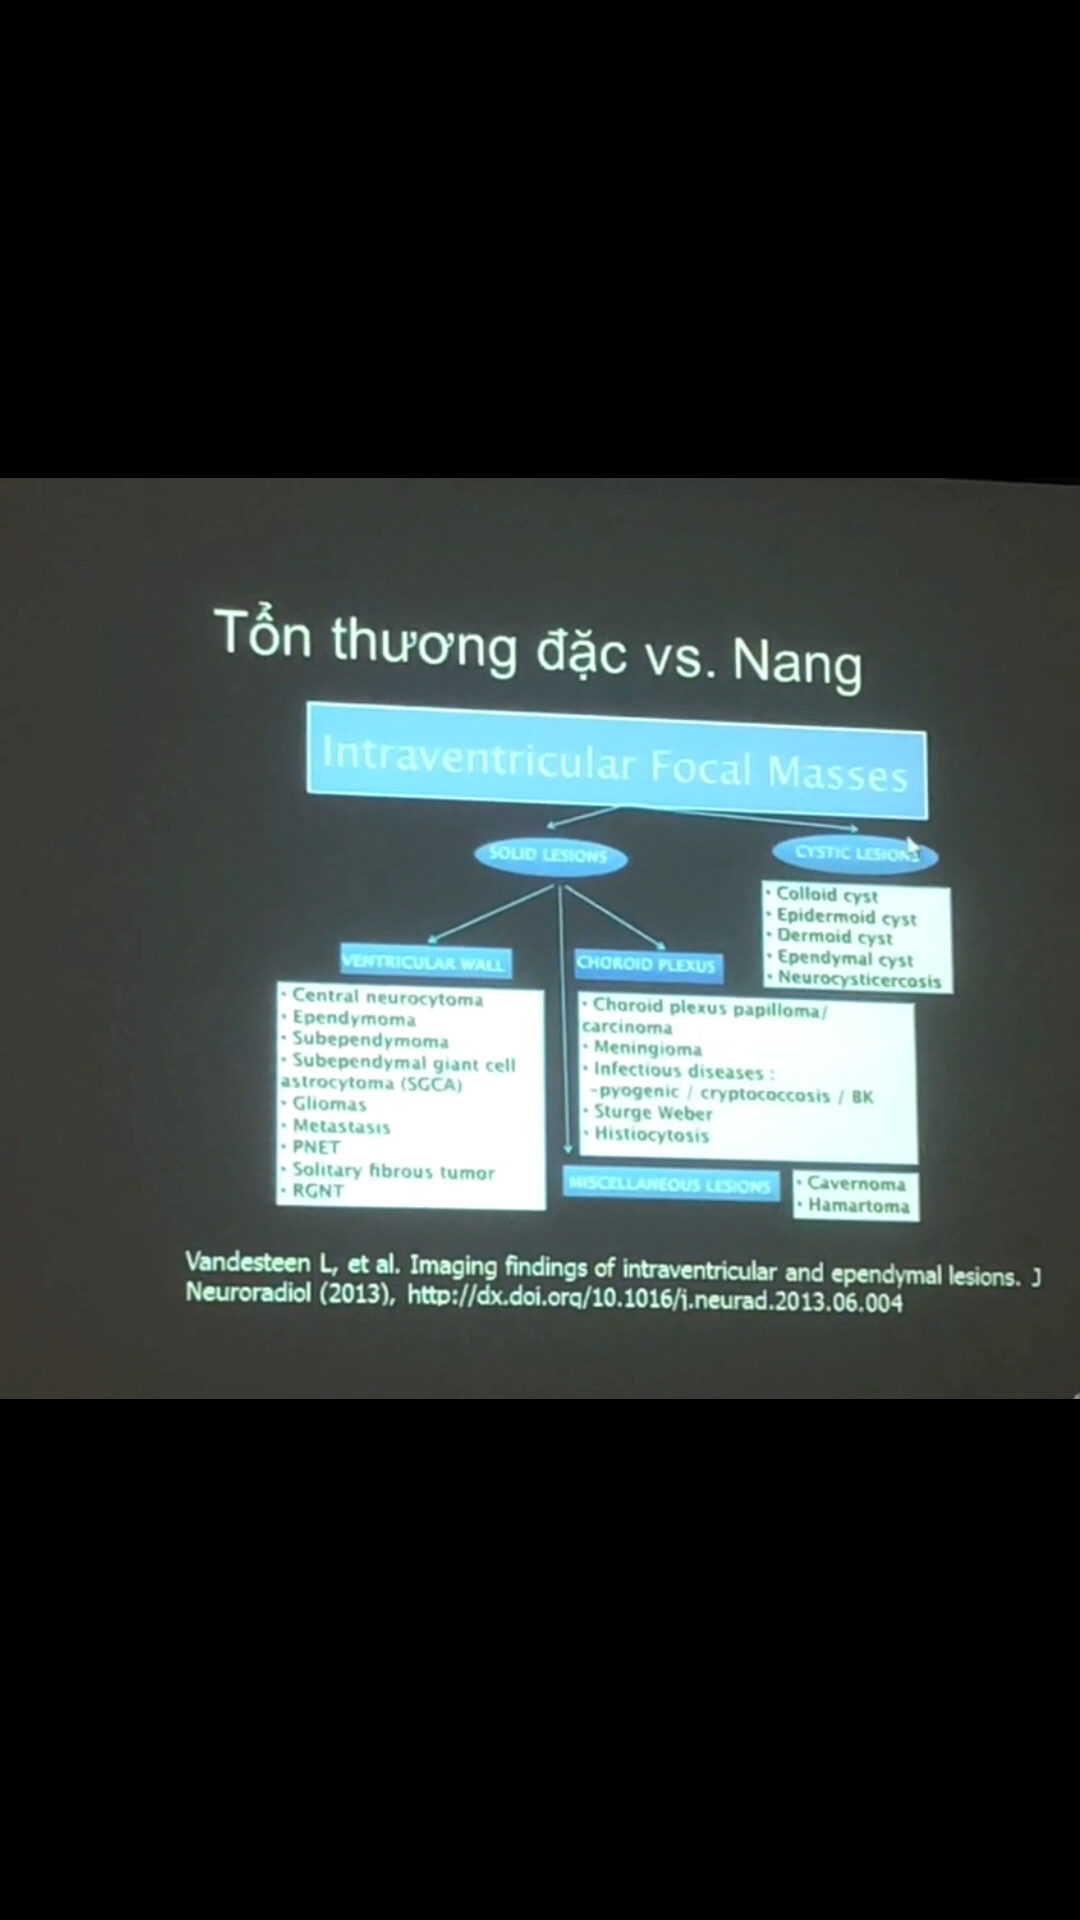 Tổn thương đặc vs. Nang
Intraventricular Focal Masses
SOLID LESIONS
CYSTIC LESIONS
• Colloid cyst
• Epidermoid cyst
• Dermoid cyst
• Ependymal cyst
• Neurocysticercosis
VENTRICULAR WALL
• Central neurocytoma
• Ependymoma
• Subependymoma
• Subependymal giant cell
astrocytoma (SGCA)
• Gliomas
• Metastasis
• PNET
• Solitary fibrous tumor
• RGNT
CHOROID PLEXUS
• Choroid plexus papilloma/
carcinoma
• Meningioma
• Infectious diseases :
-pyogenic / cryptococcosis / BK
• Sturge Weber
• Histiocytosis
MISCELLANEOUS LESIONS
• Cavernoma
• Hamartoma
Vandesteen L, et al. Imaging findings of intraventricular and ependymal lesions. J
Neuroradiol (2013), http://dx.doi.org/10.1016/j.neurad.2013.06.004